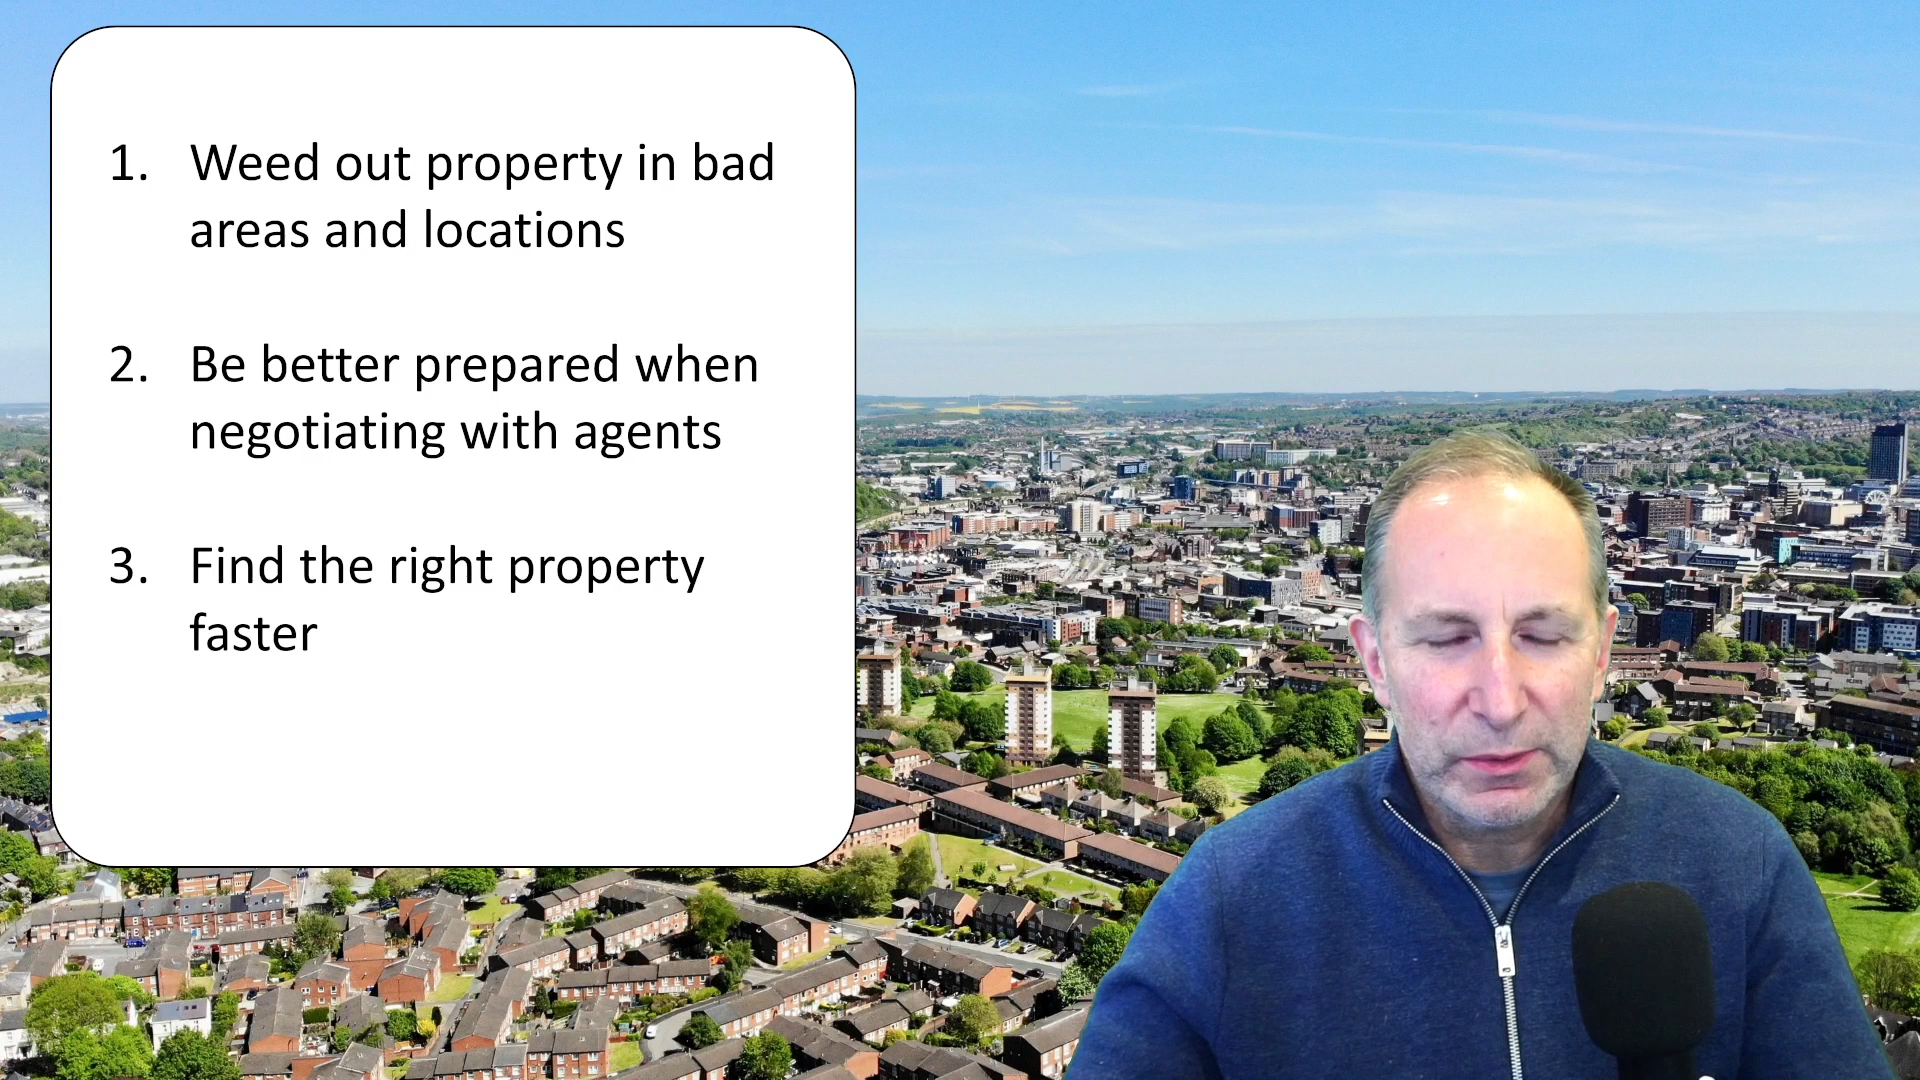 1. Weed out property in bad
areas and locations
2. Be better prepared when
negotiating with agents
3. Find the right property
faster